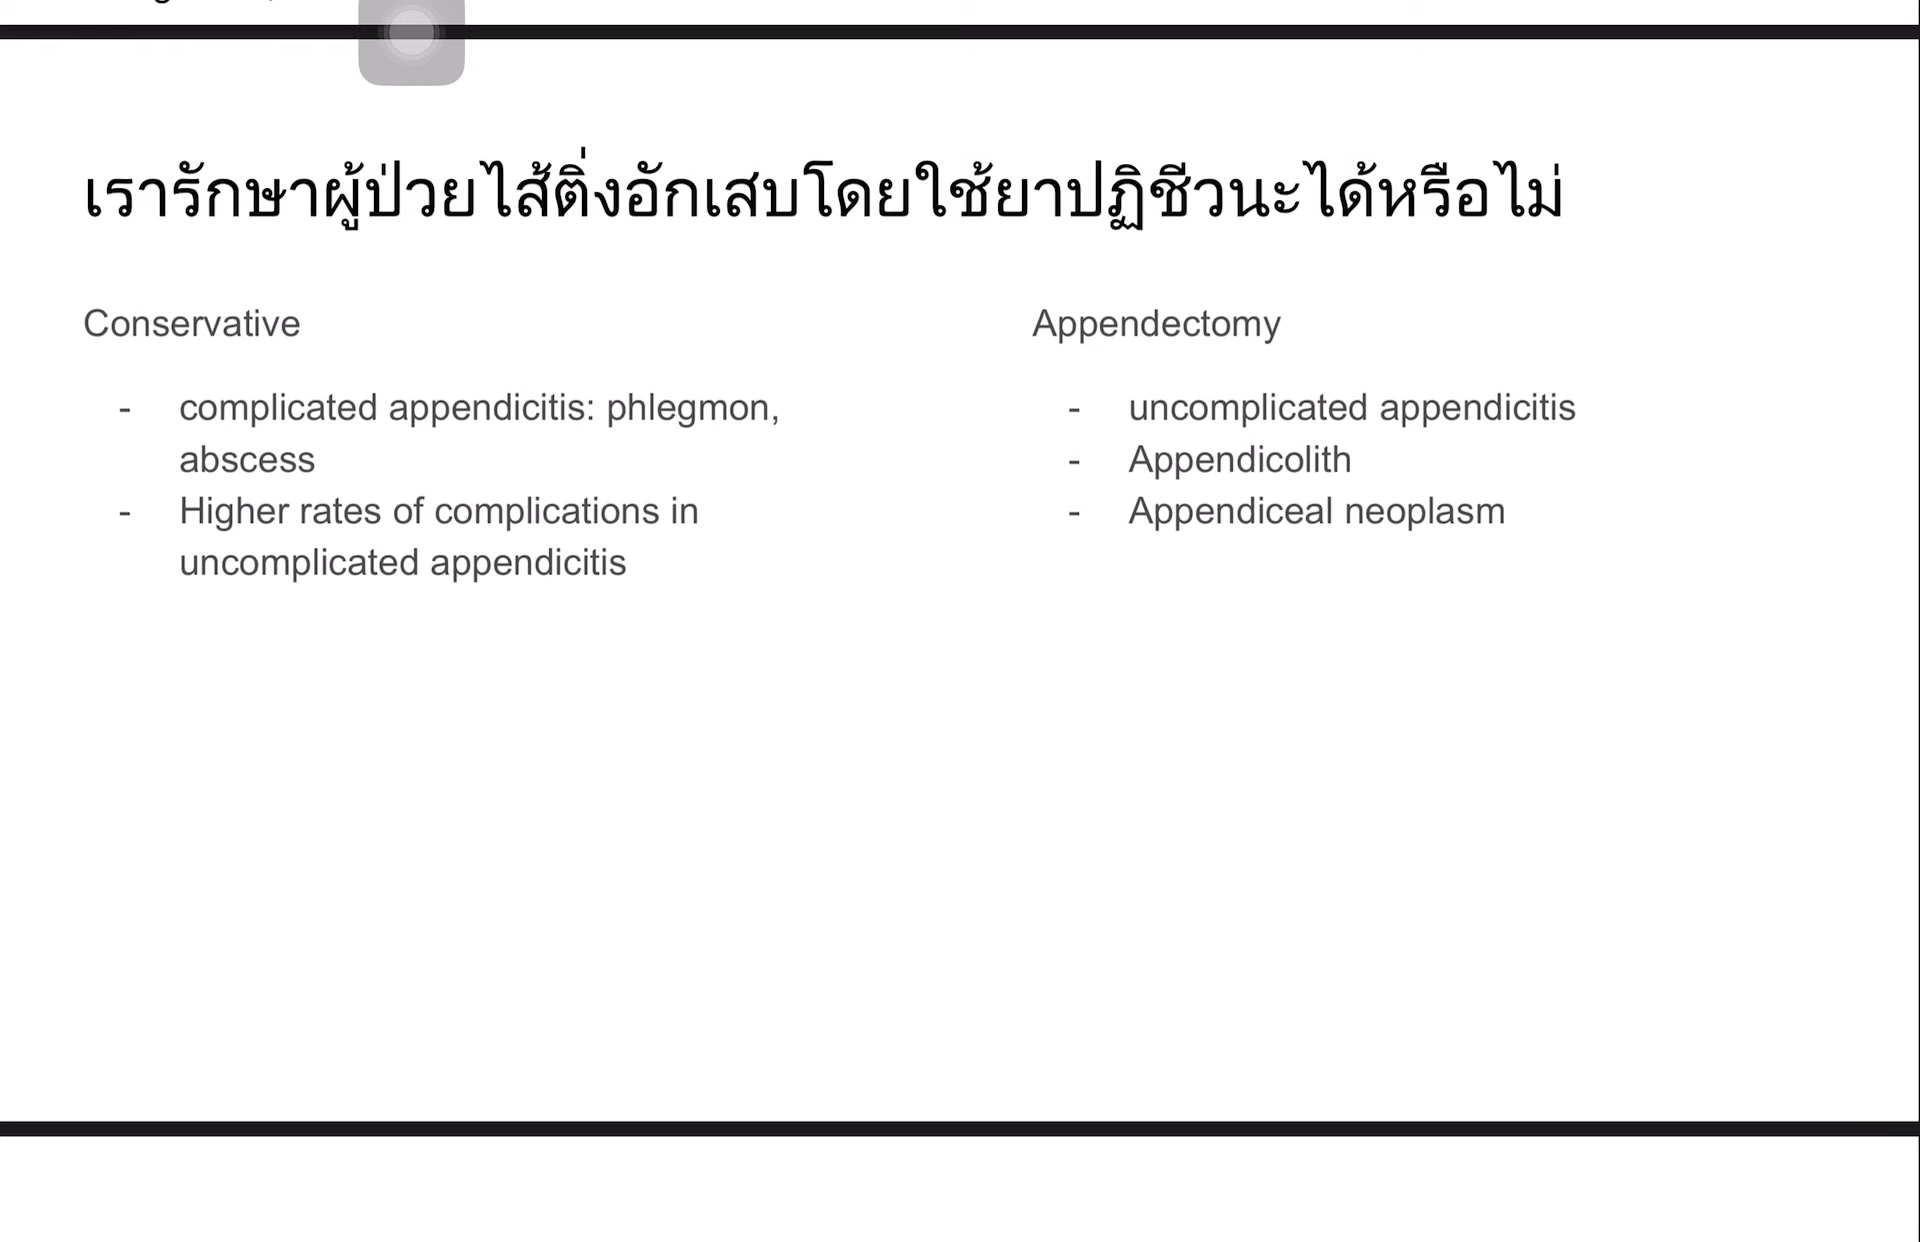 เรารักษาผู้ป่วยไส้ติ่งอักเสบโดยใช้ยาปฏิชีวนะได้หรือไม่
Conservative
- complicated appendicitis: phlegmon,
abscess
- Higher rates of complications in
uncomplicated appendicitis
Appendectomy
- uncomplicated appendicitis
- Appendicolith
- Appendiceal neoplasm